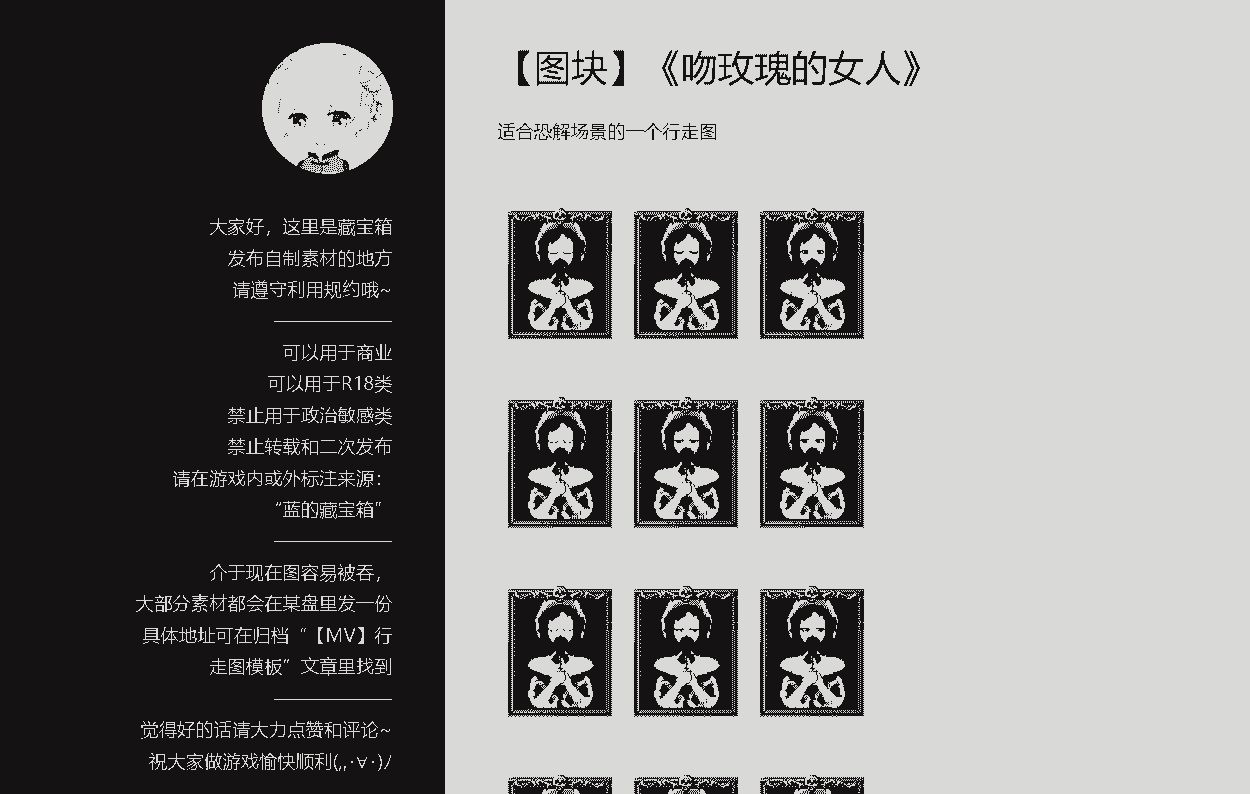 大家好，这里是藏宝箱
发布自制素材的地方
请遵守利用规约哦~
可以用于商业
可以用于R18类
禁止用于政治敏感类
禁止转载和二次发布
请在游戏内或外标注来源：
“蓝的藏宝箱”
介于现在图容易被吞，
大部分素材都会在某盘里发一份
具体地址可在归档“【MV】行
走图模板”文章里找到
觉得好的话请大力点赞和评论~
祝大家做游戏愉快顺利(,,·∀·)ﾉ
【图块】《吻玫瑰的女人》
适合恐解场景的一个行走图